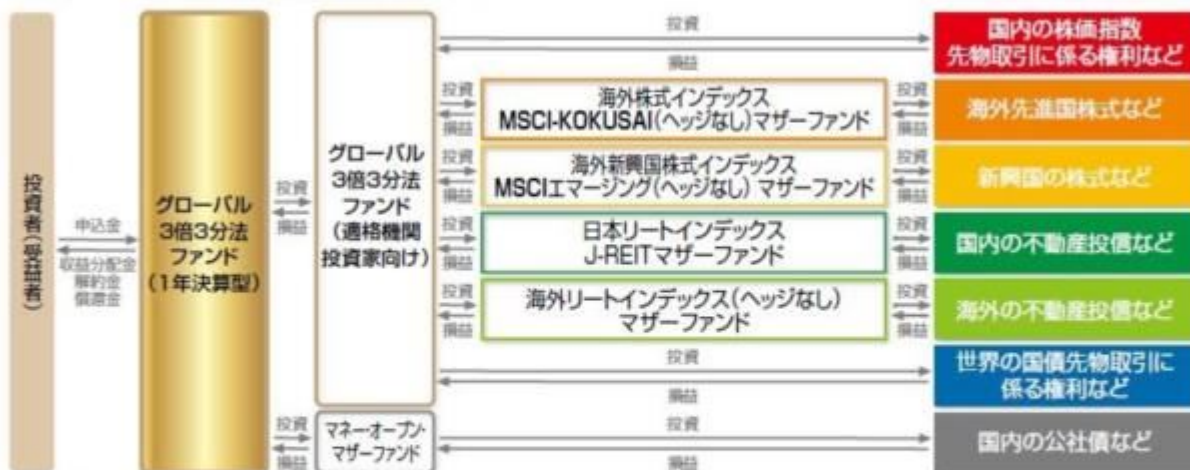 投資者(受益者)
申込金
収益分配金
解約金
償還金
グローバル
3倍3分法
ファンド
(1年決算型)
投資
損益
グローバル
3倍3分法
ファンド
(適格機関
投資家向け)
投資
損益
国内の株価指数
先物取引に係る権利など
投資
損益
海外株式インデックス
MSCI-KOKUSAI(ヘッジなし)マザーファンド
投資
損益
海外先進国株式など
投資
損益
海外新興国株式インデックス
MSCIエマージング(ヘッジなし) マザーファンド
投資
損益
新興国の株式など
投資
損益
日本リートインデックス
J-REITマザーファンド
投資
損益
国内の不動産投信など
投資
損益
海外リートインデックス(ヘッジなし)
マザーファンド
投資
損益
海外の不動産投信など
投資
損益
世界の国債先物取引に
係る権利など
投資
損益
マネー・オープン・
マザーファンド
投資
損益
国内の公社債など